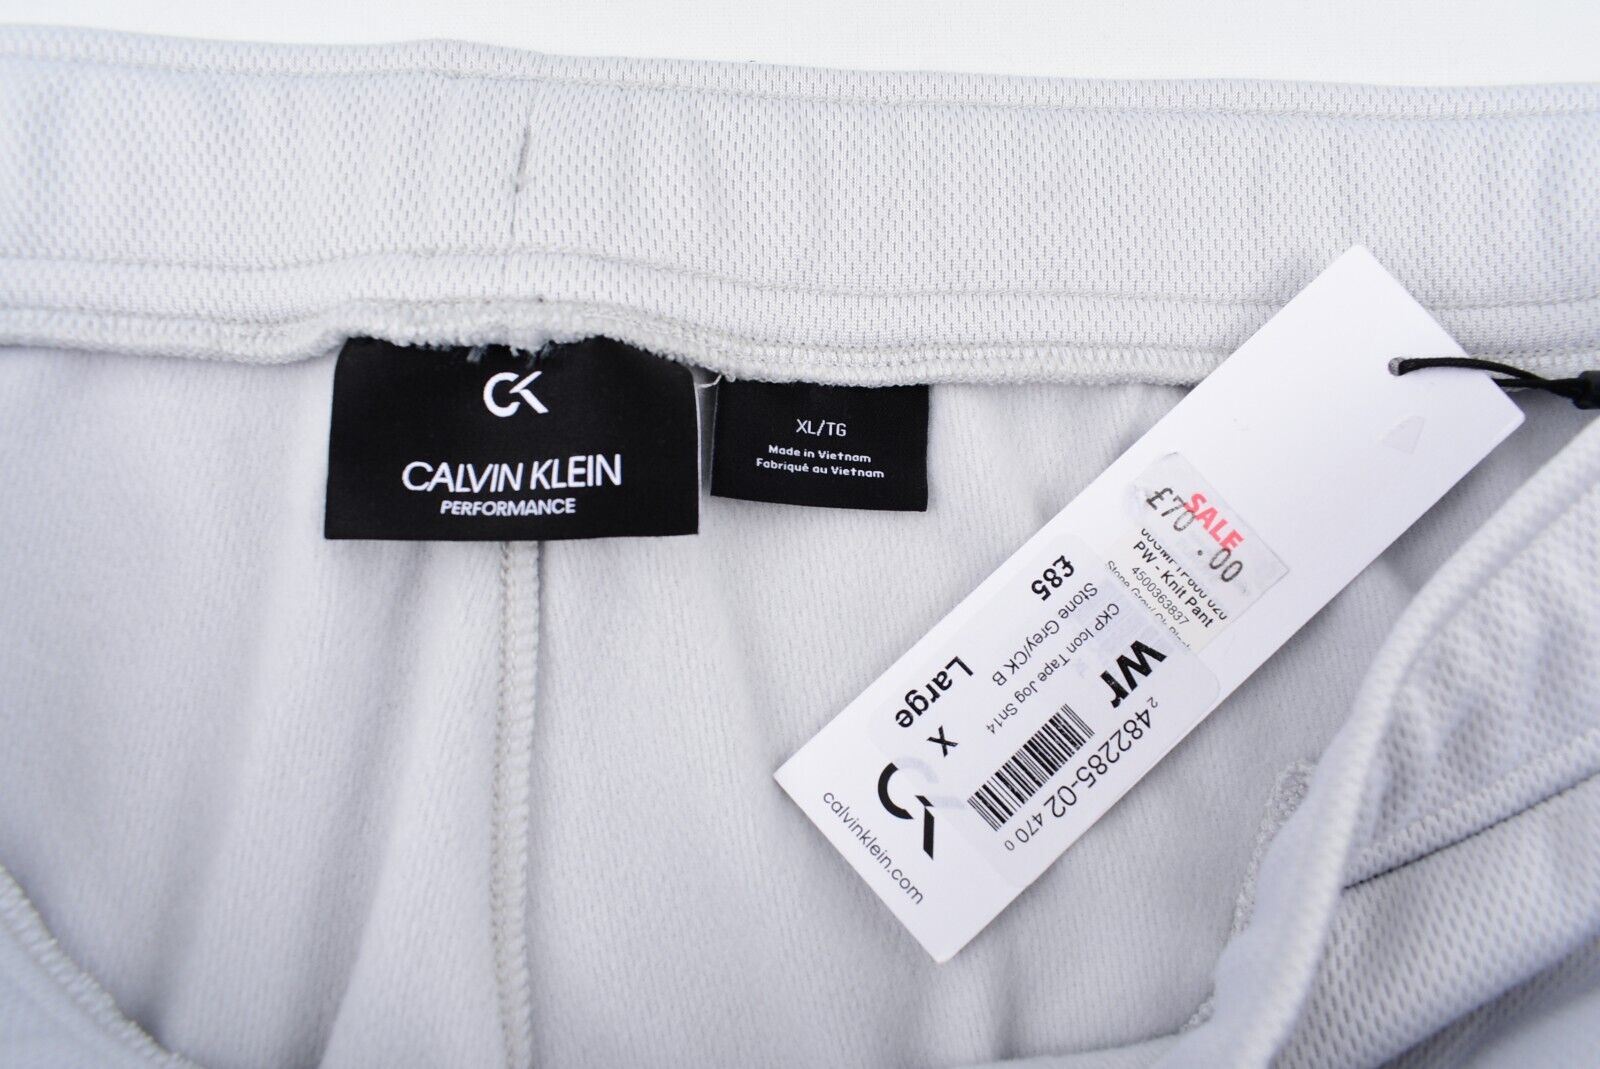 CK
CALVIN KLEIN
PERFORMANCE
XL/TG
Made in Vietnam
Fabriqué au Vietnam
SALE
£70.00
PW - Knit Pant
4500363837
£85
wr
CKP Icon Tape Jog Sn14
Stone Grey/CK B
X Large
2 482285-02 470 0
CK
calvinklein.com